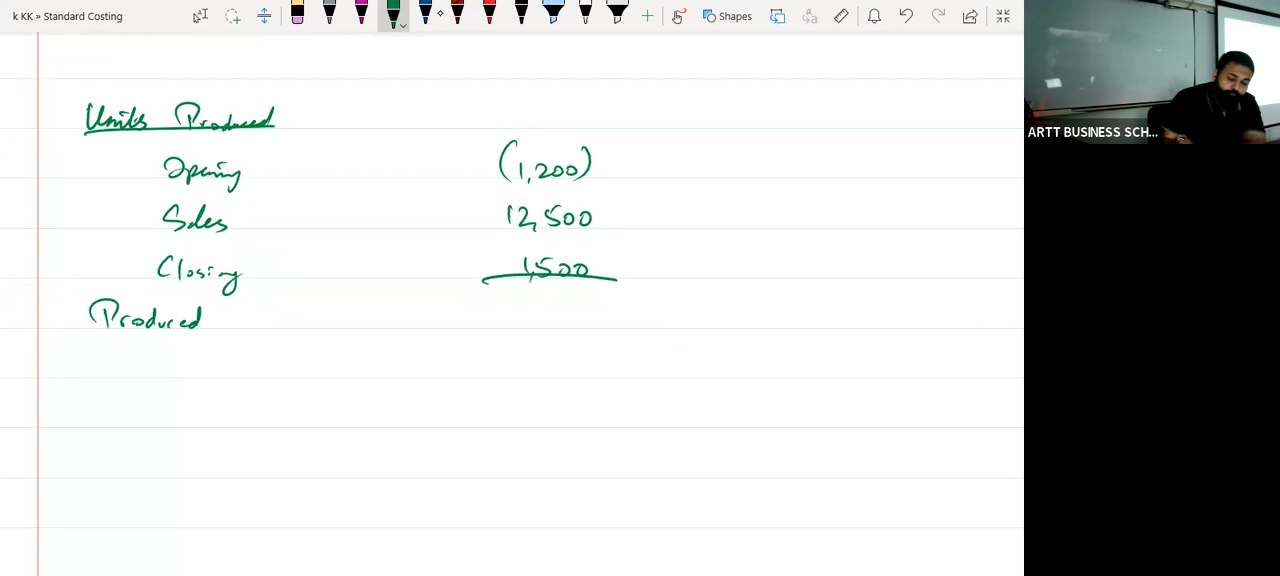 k KK » Standard Costing
Shapes
ARTT BUSINESS SCH...
Units Produced
Opening (1,200)
Sales 12,500
Closing 1,500
Produced